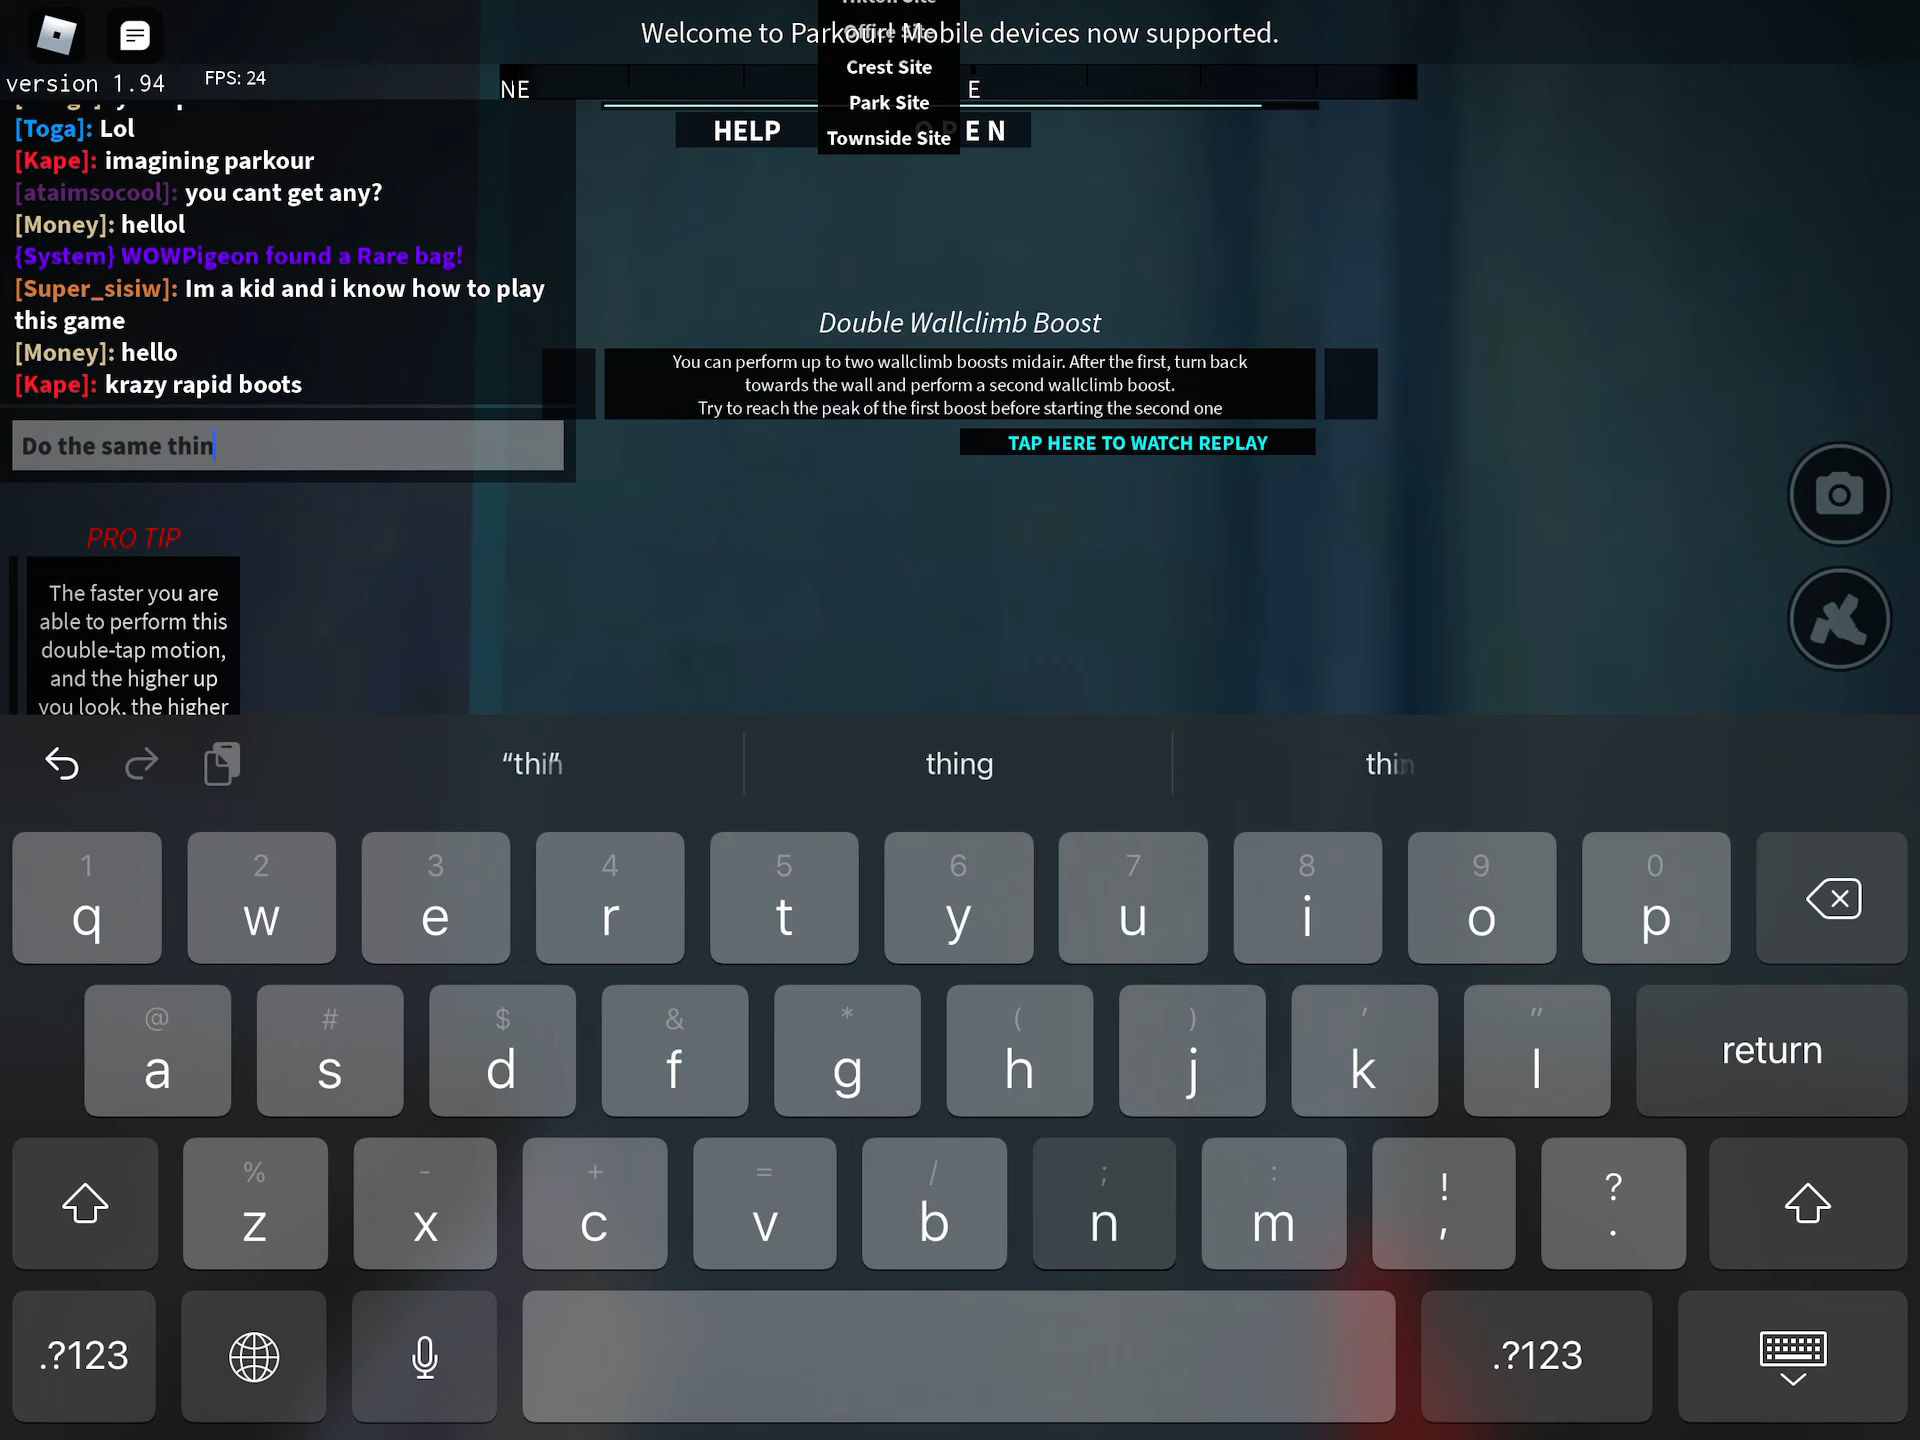 Welcome to Parkour! Mobile devices now supported.
Office Site
Crest Site
Park Site
Townside Site
version 1.94
FPS: 24
NE
E
HELP
OPEN
[Toga]: Lol
[Kape]: imagining parkour
[ataimsocool]: you cant get any?
[Money]: hellol
{System} WOWPigeon found a Rare bag!
[Super_sisiw]: Im a kid and i know how to play
this game
[Money]: hello
[Kape]: krazy rapid boots
Do the same thin
Double Wallclimb Boost
You can perform up to two wallclimb boosts midair. After the first, turn back
towards the wall and perform a second wallclimb boost.
Try to reach the peak of the first boost before starting the second one
TAP HERE TO WATCH REPLAY
PRO TIP
The faster you are
able to perform this
double-tap motion,
and the higher up
you look, the higher
“thin” thing thin
1 2 3 4 5 6 7 8 9 0
q w e r t y u i o p
@ # $ & * ( ) ' "
a s d f g h j k l return
% - + = / ; : ! ?
z x c v b n m , .
.?123 .?123